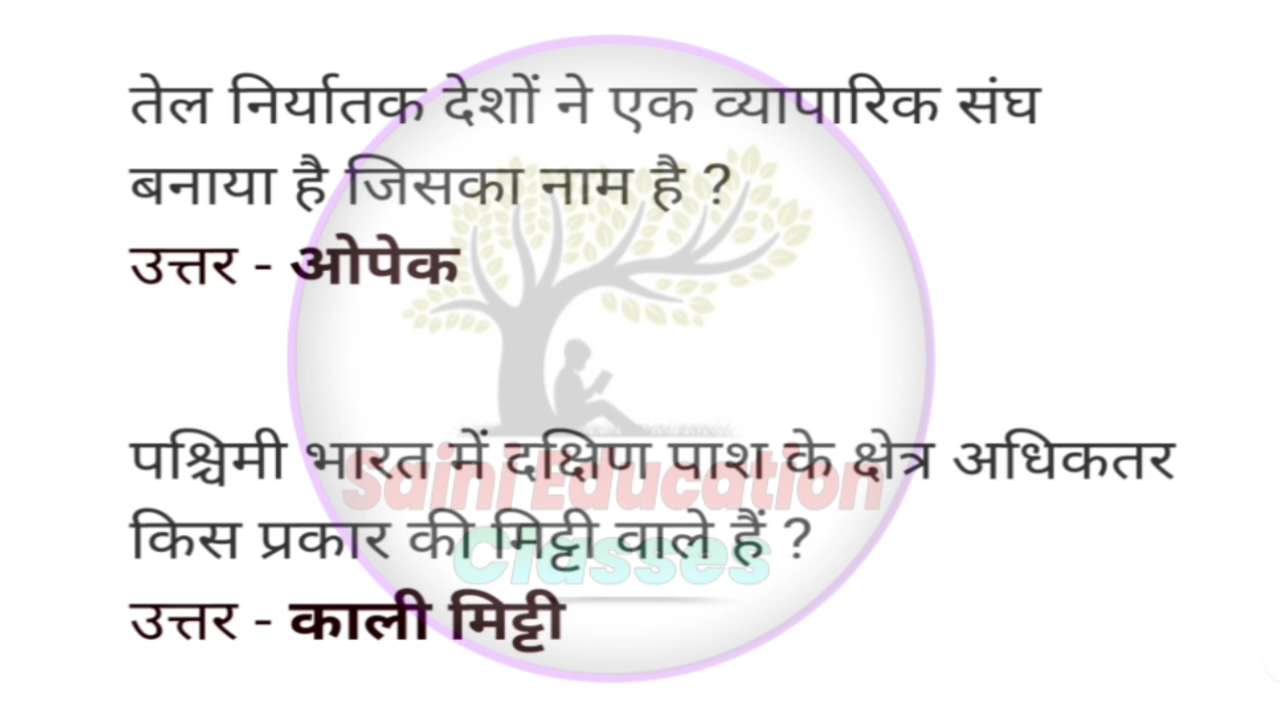 तेल निर्यातक देशों ने एक व्यापारिक संघ
बनाया है जिसका नाम है ?
उत्तर - ओपेक
पश्चिमी भारत में दक्षिण पाश के क्षेत्र अधिकतर
किस प्रकार की मिट्टी वाले हैं ?
उत्तर - काली मिट्टी
Saini Education
Classes